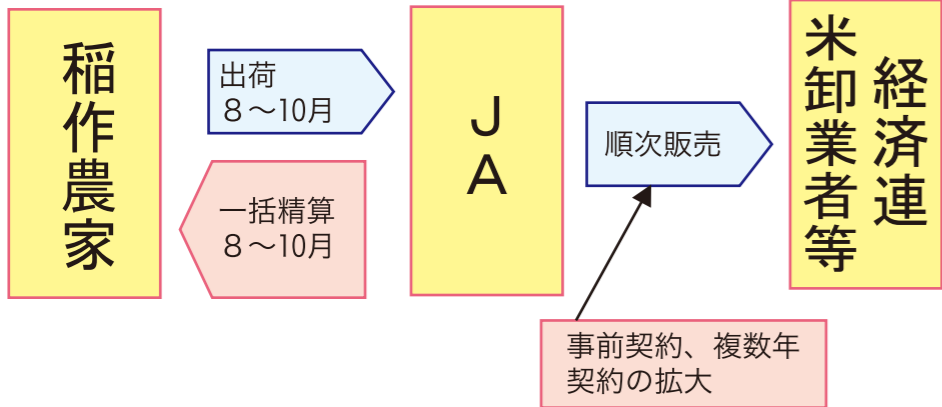 稲作農家
出荷
８～10月
一括精算
８～10月
ＪＡ
順次販売
経済連
米卸業者等
事前契約、複数年
契約の拡大